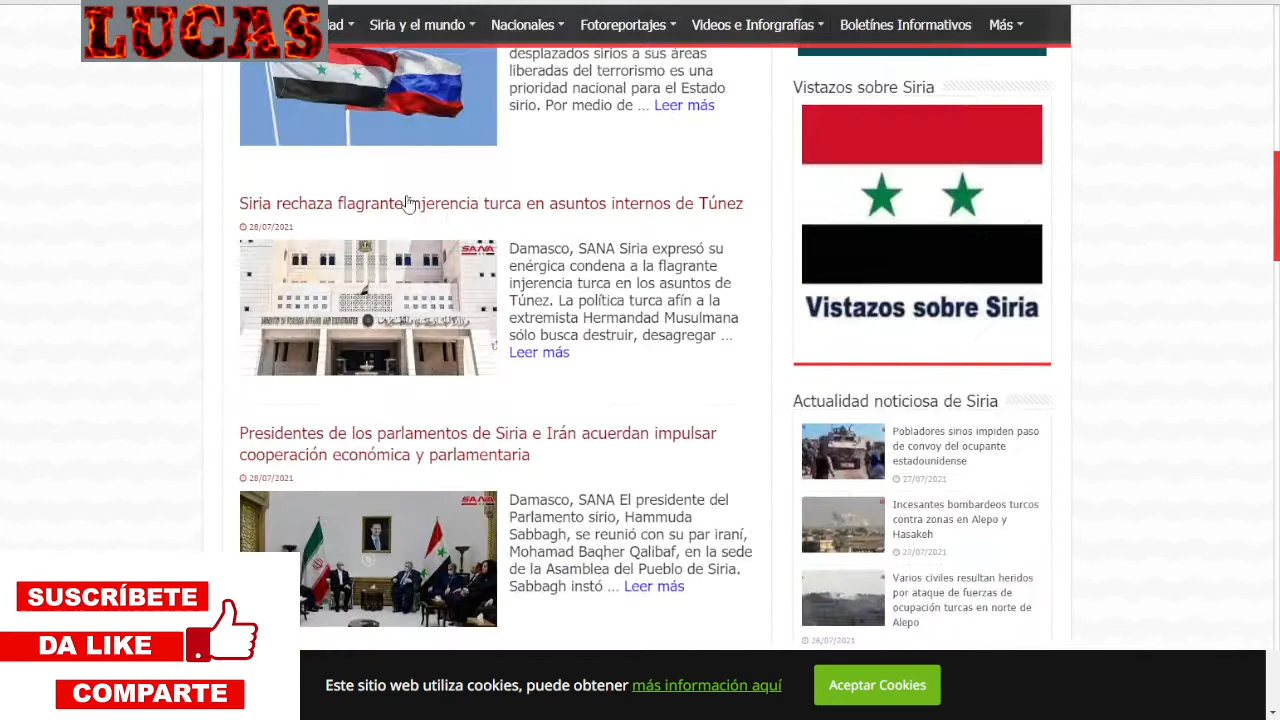 LUCAS
Siria y el mundo
Nacionales
Fotoreportajes
Videos e Inforgrafías
Boletínes Informativos
Más
desplazados sirios a sus áreas
liberadas del terrorismo es una
prioridad nacional para el Estado
sirio. Por medio de ... Leer más
Siria rechaza flagrante injerencia turca en asuntos internos de Túnez
28/07/2021
SANA
Damasco, SANA Siria expresó su
enérgica condena a la flagrante
injerencia turca en los asuntos de
Túnez. La política turca afín a la
extremista Hermandad Musulmana
sólo busca destruir, desagregar ...
Leer más
Presidentes de los parlamentos de Siria e Irán acuerdan impulsar
cooperación económica y parlamentaria
28/07/2021
SANA
Damasco, SANA El presidente del
Parlamento sirio, Hammuda
Sabbagh, se reunió con su par iraní,
Mohamad Baqher Qalibaf, en la sede
de la Asamblea del Pueblo de Siria.
Sabbagh instó ... Leer más
Vistazos sobre Siria
Vistazos sobre Siria
Actualidad noticiosa de Siria
Pobladores sirios impiden paso
de convoy del ocupante
estadounidense
27/07/2021
Incesantes bombardeos turcos
contra zonas en Alepo y
Hasakeh
Varios civiles resultan heridos
por ataque de fuerzas de
ocupación turcas en norte de
Alepo
26/07/2021
SUSCRÍBETE
DA LIKE
COMPARTE
Este sitio web utiliza cookies, puede obtener más información aquí
Aceptar Cookies